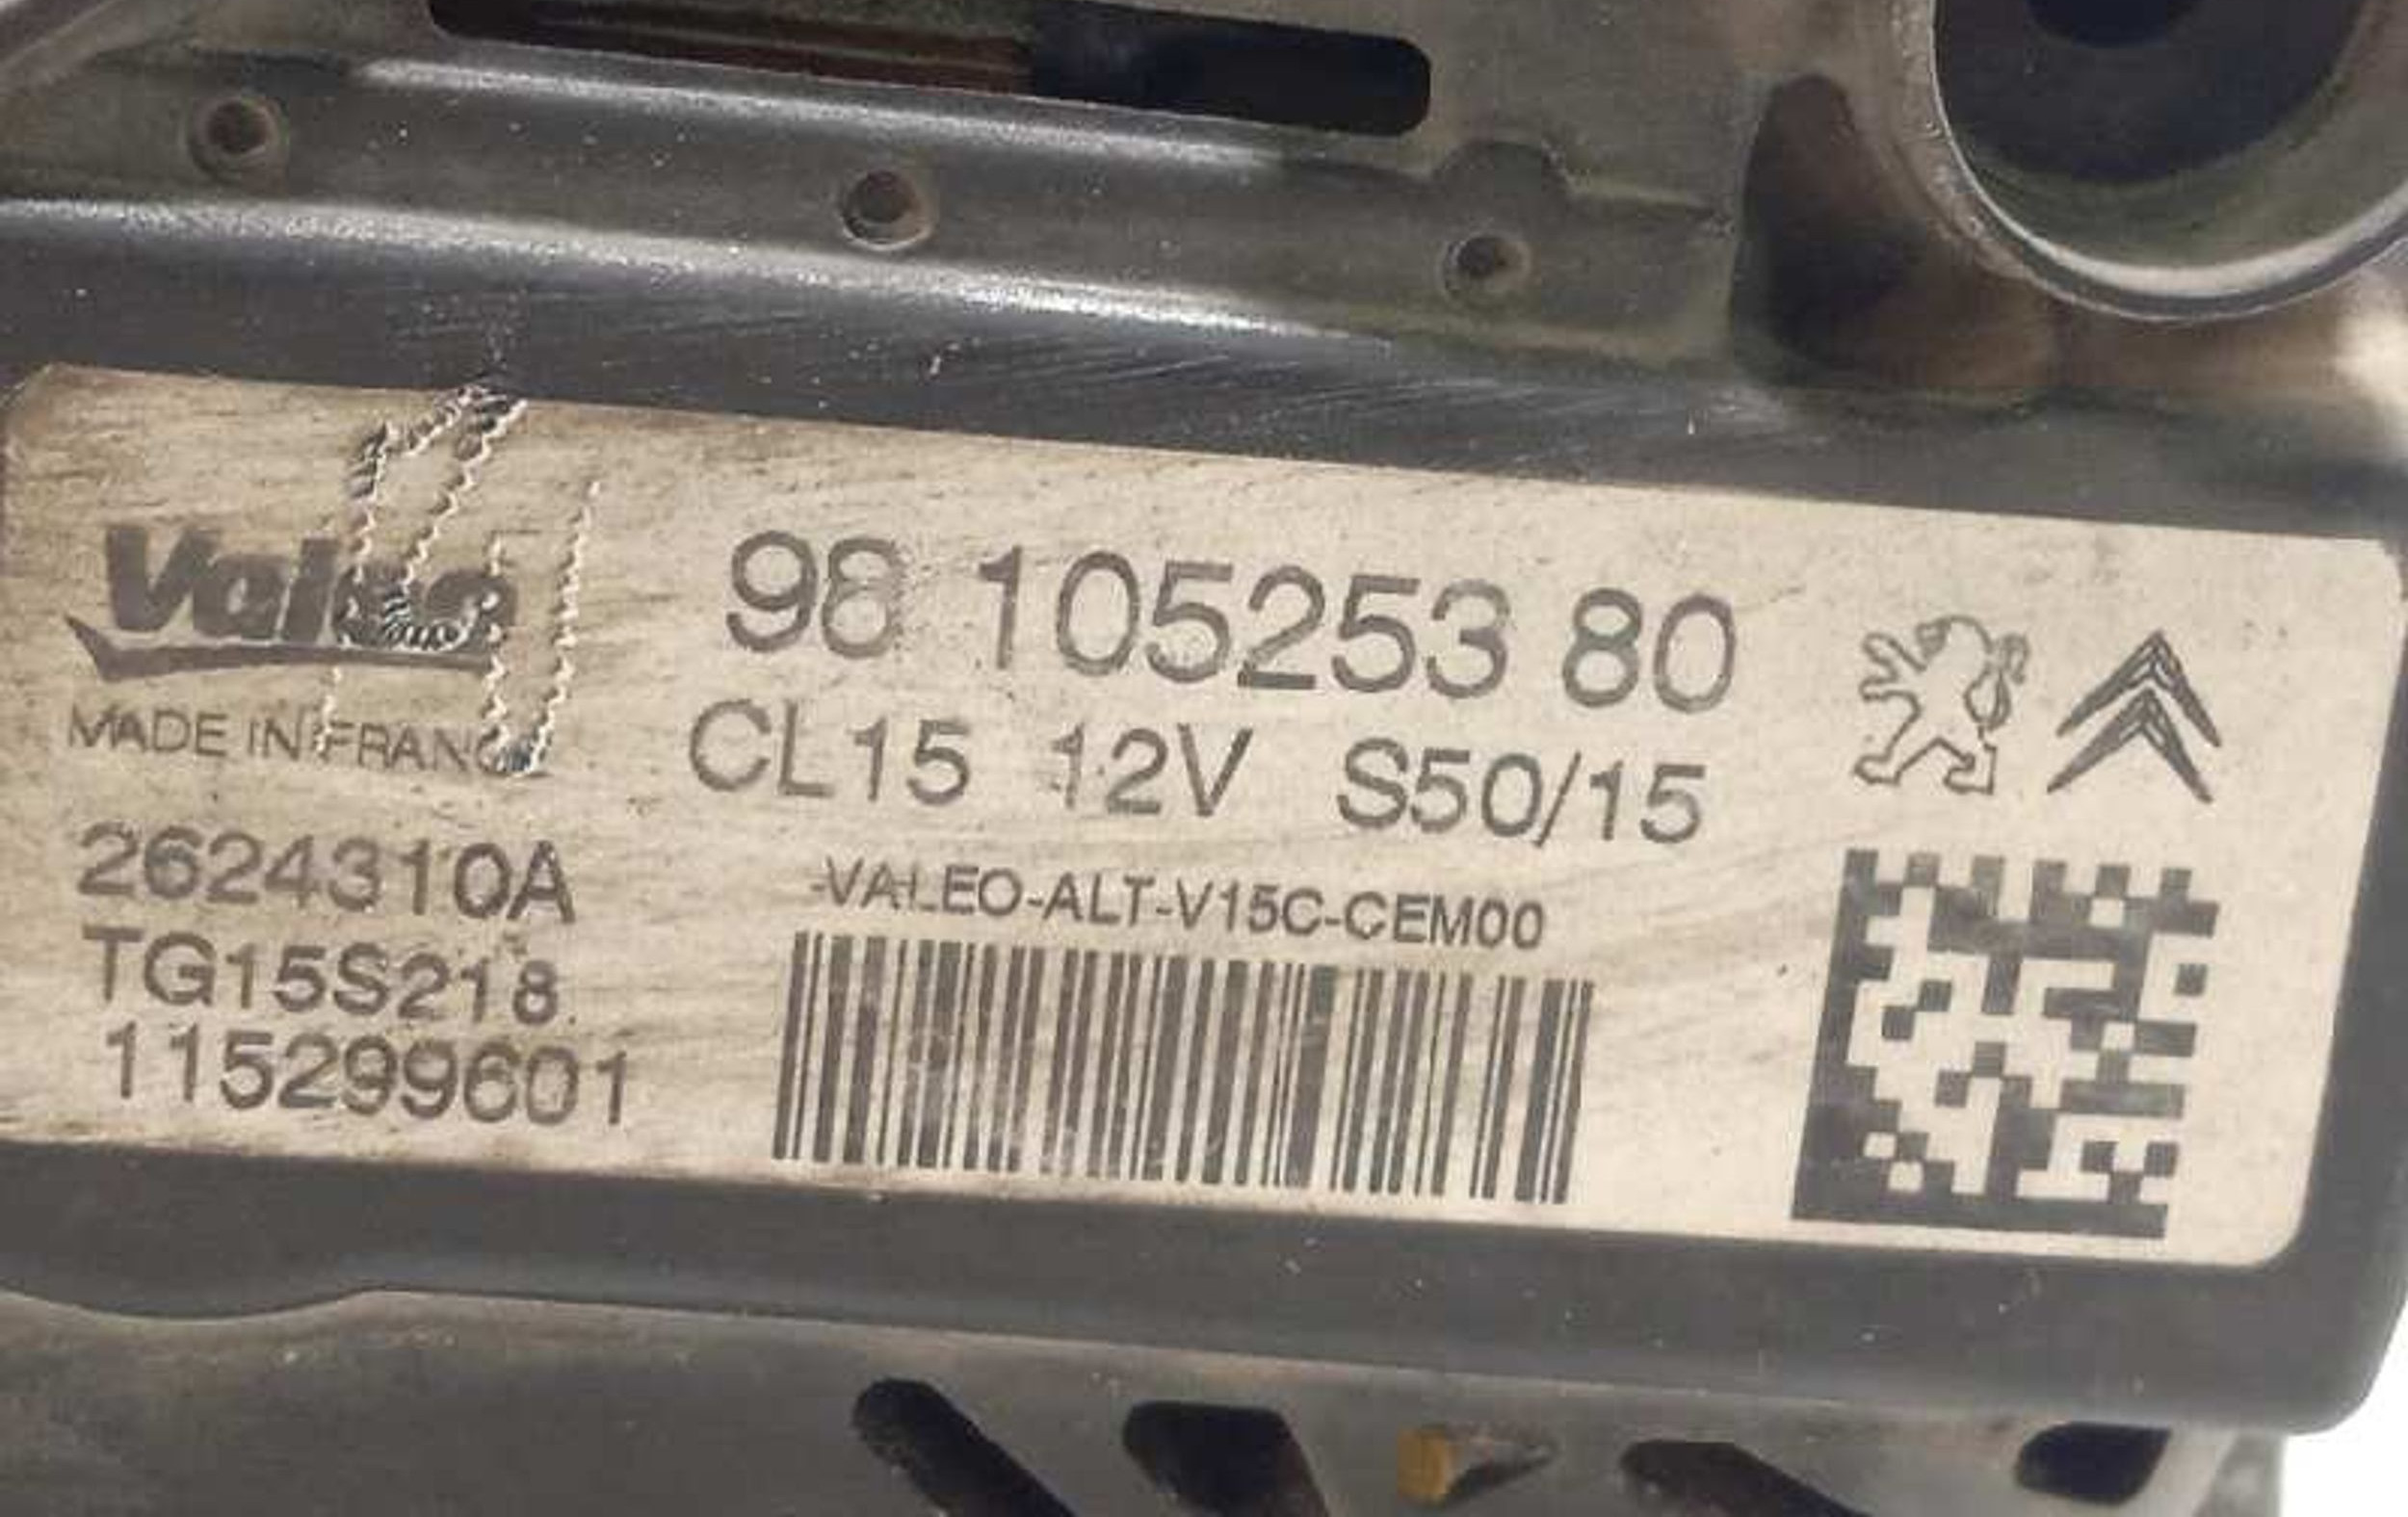 Valeo
MADE IN FRANCE
2624310A
TG15S218
115299601
98 105253 80
CL15 12V S50/15
-VALEO-ALT-V15C-CEM00